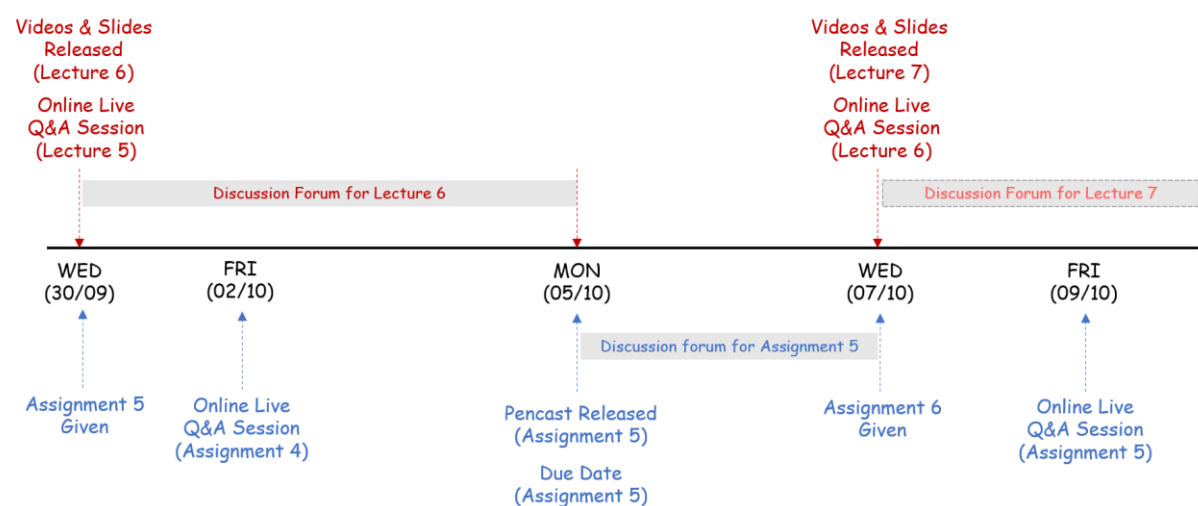 Videos & Slides
Released
(Lecture 6)
Online Live
Q&A Session
(Lecture 5)
Videos & Slides
Released
(Lecture 7)
Online Live
Q&A Session
(Lecture 6)
Discussion Forum for Lecture 6
Discussion Forum for Lecture 7
WED
(30/09)
FRI
(02/10)
MON
(05/10)
WED
(07/10)
FRI
(09/10)
Discussion forum for Assignment 5
Assignment 5
Given
Online Live
Q&A Session
(Assignment 4)
Pencast Released
(Assignment 5)
Due Date
(Assignment 5)
Assignment 6
Given
Online Live
Q&A Session
(Assignment 5)